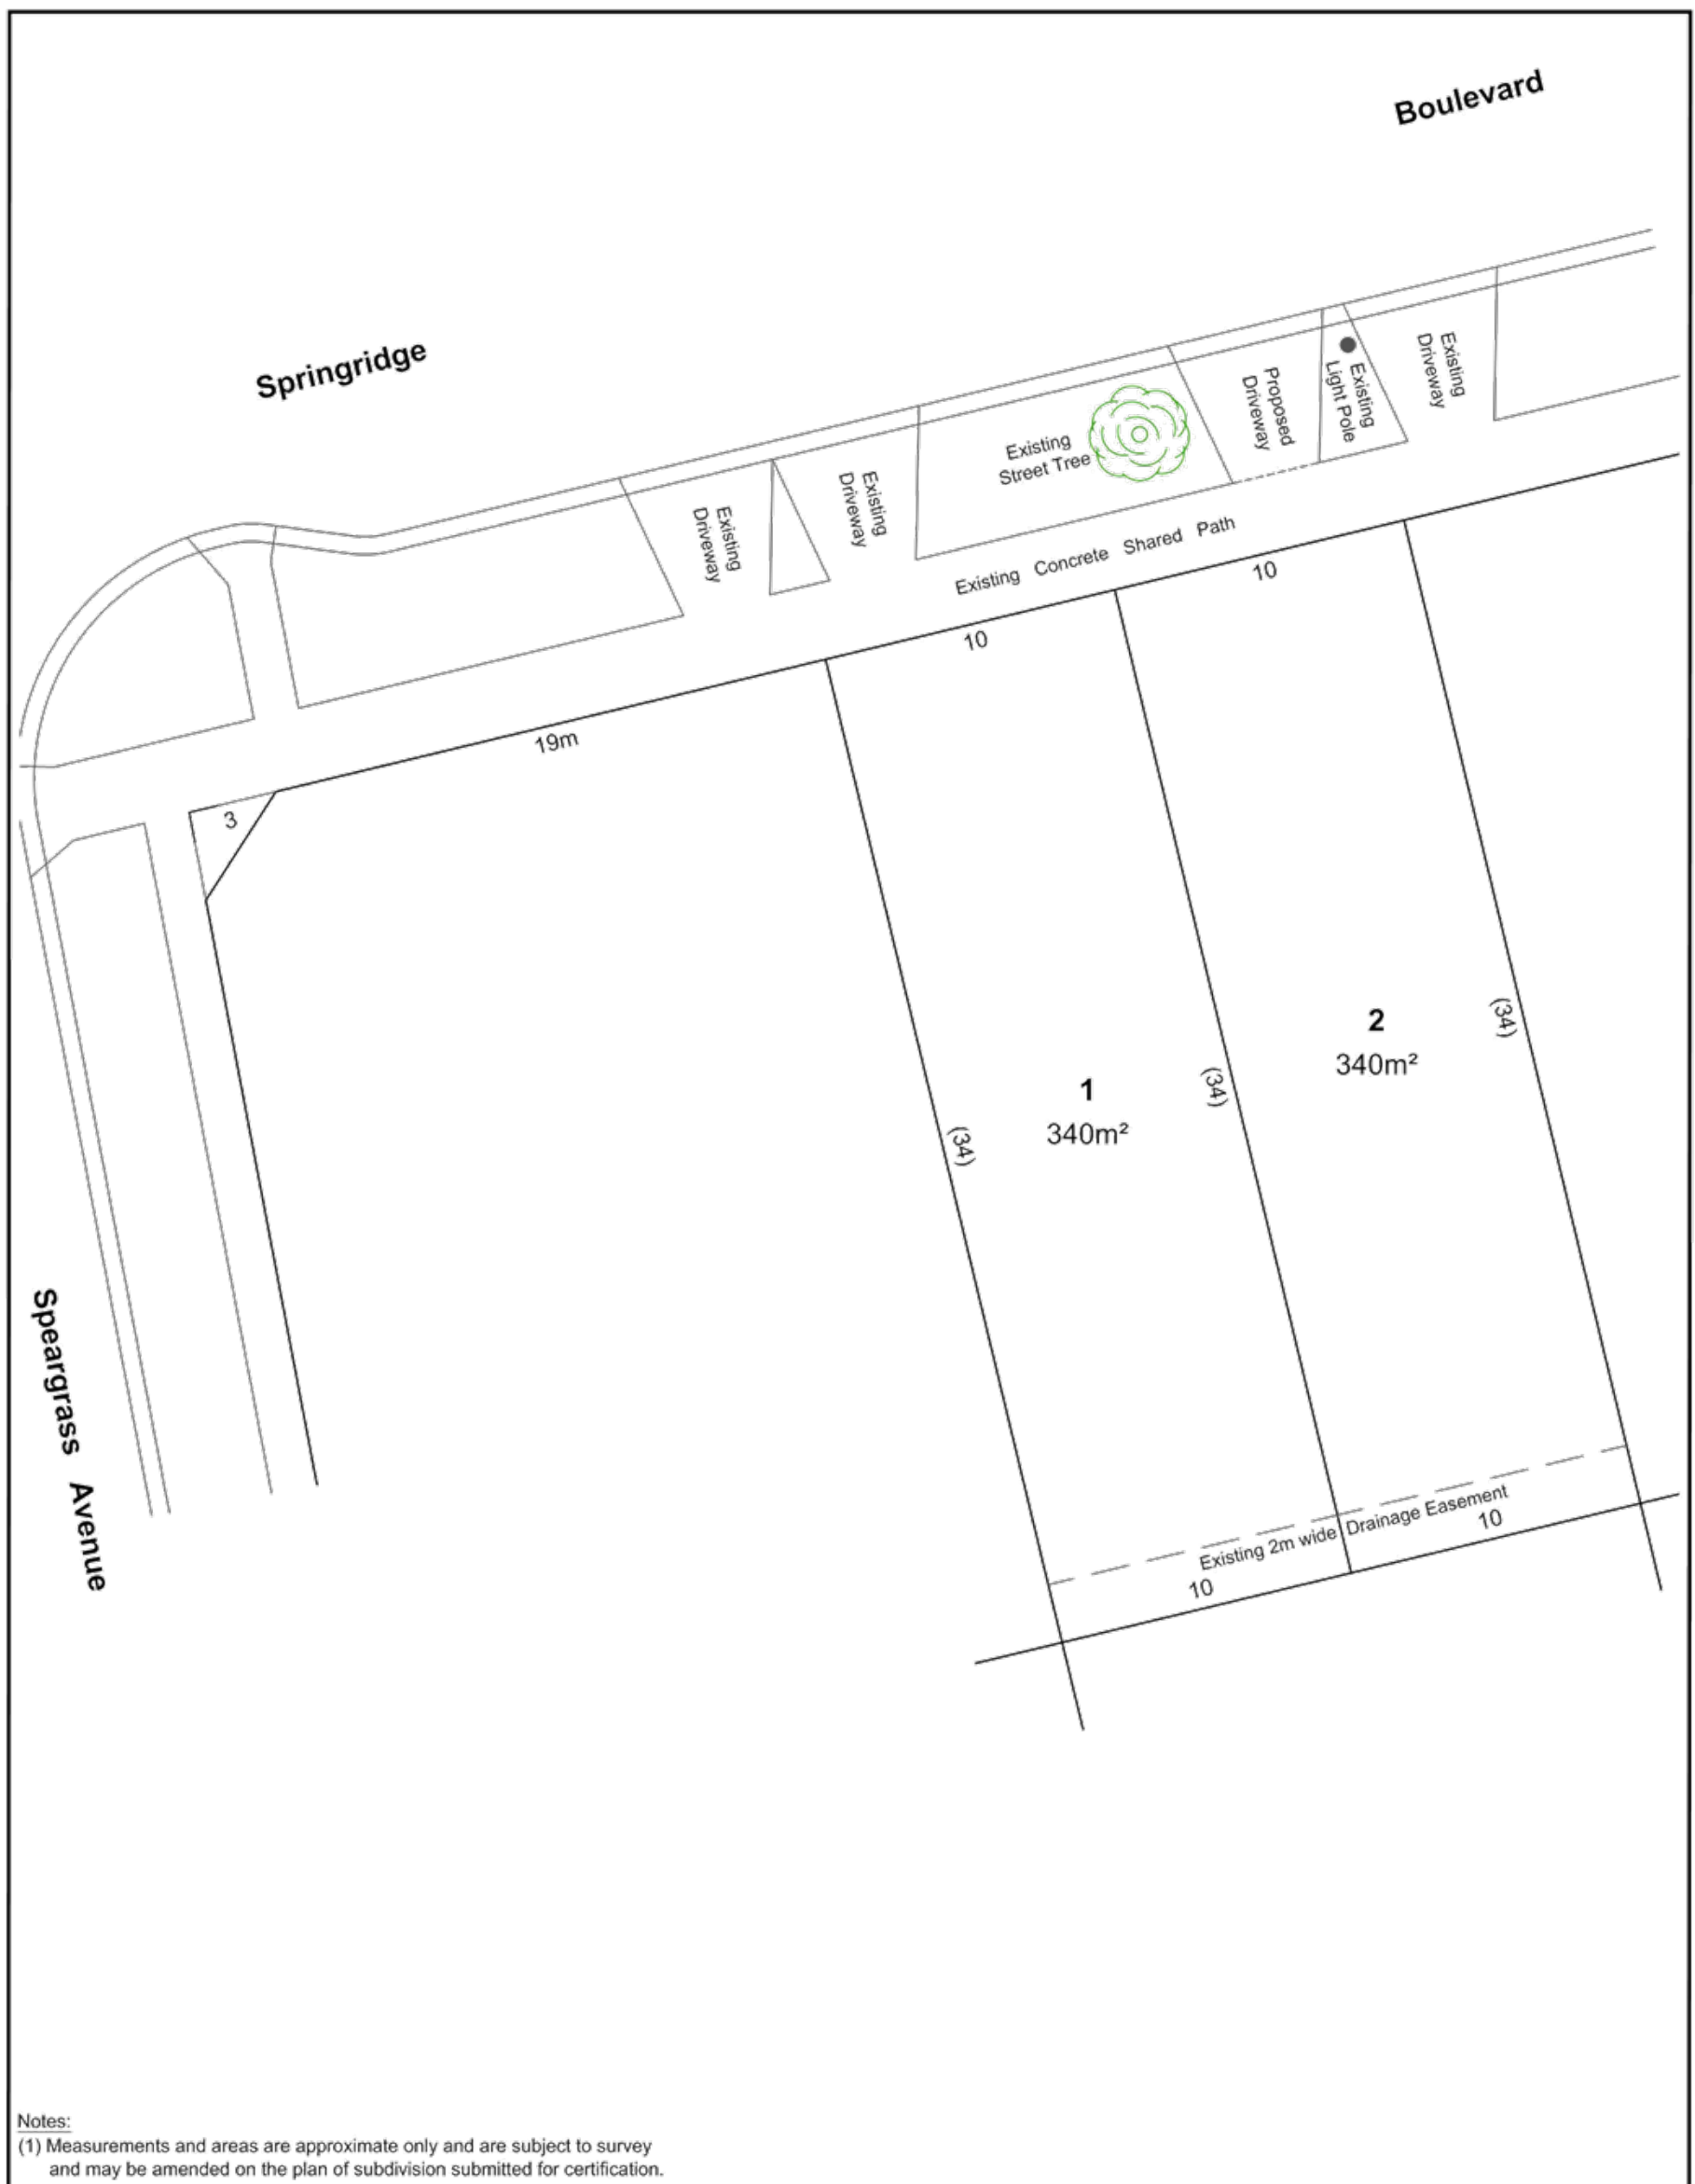 Boulevard
Springridge
Existing
Driveway
Existing
Light Pole
Proposed
Driveway
Existing
Street Tree
Existing
Driveway
Existing
Driveway
Existing Concrete Shared Path
10
10
19m
3
2
340m²
(34)
1
340m²
(34)
(34)
Speargrass Avenue
Existing 2m wide Drainage Easement
10
10
Notes:
(1) Measurements and areas are approximate only and are subject to survey
and may be amended on the plan of subdivision submitted for certification.